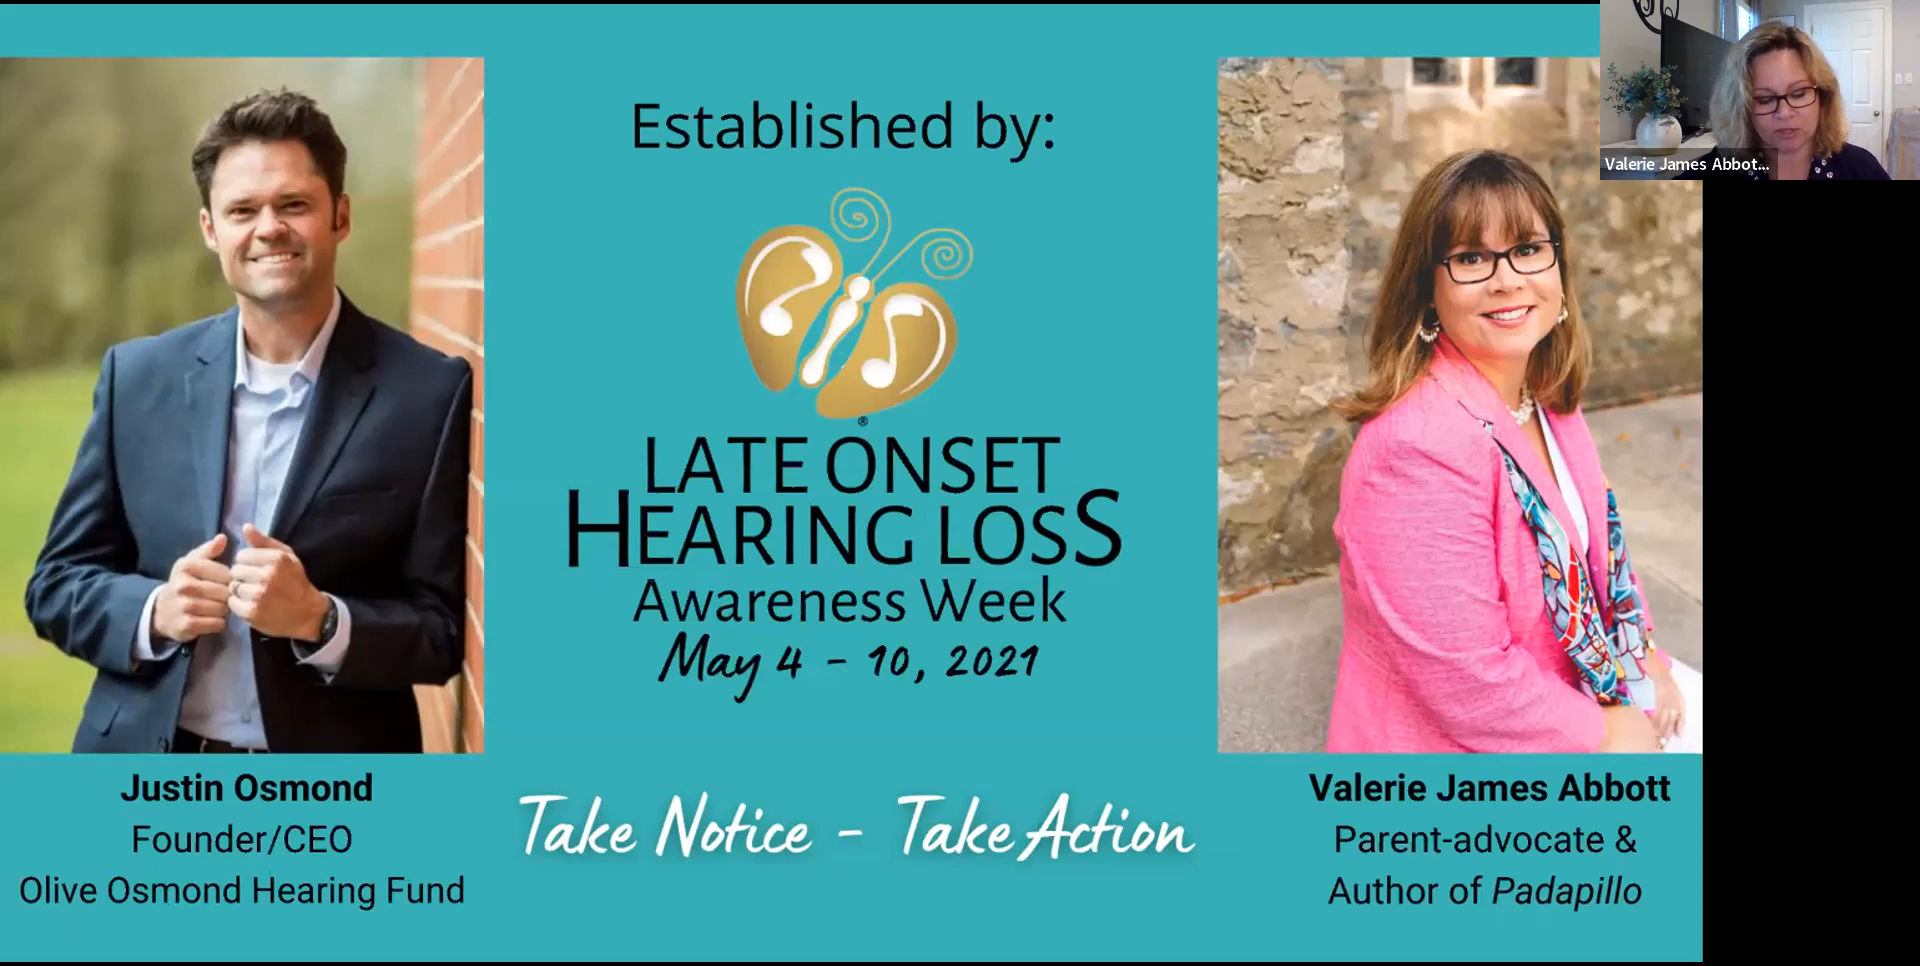 Established by:
®
LATE ONSET
HEARING LOSS
Awareness Week
May 4 - 10, 2021
Take Notice - Take Action
Justin Osmond
Founder/CEO
Olive Osmond Hearing Fund
Valerie James Abbott
Parent-advocate &
Author of Padapillo
Valerie James Abbot...